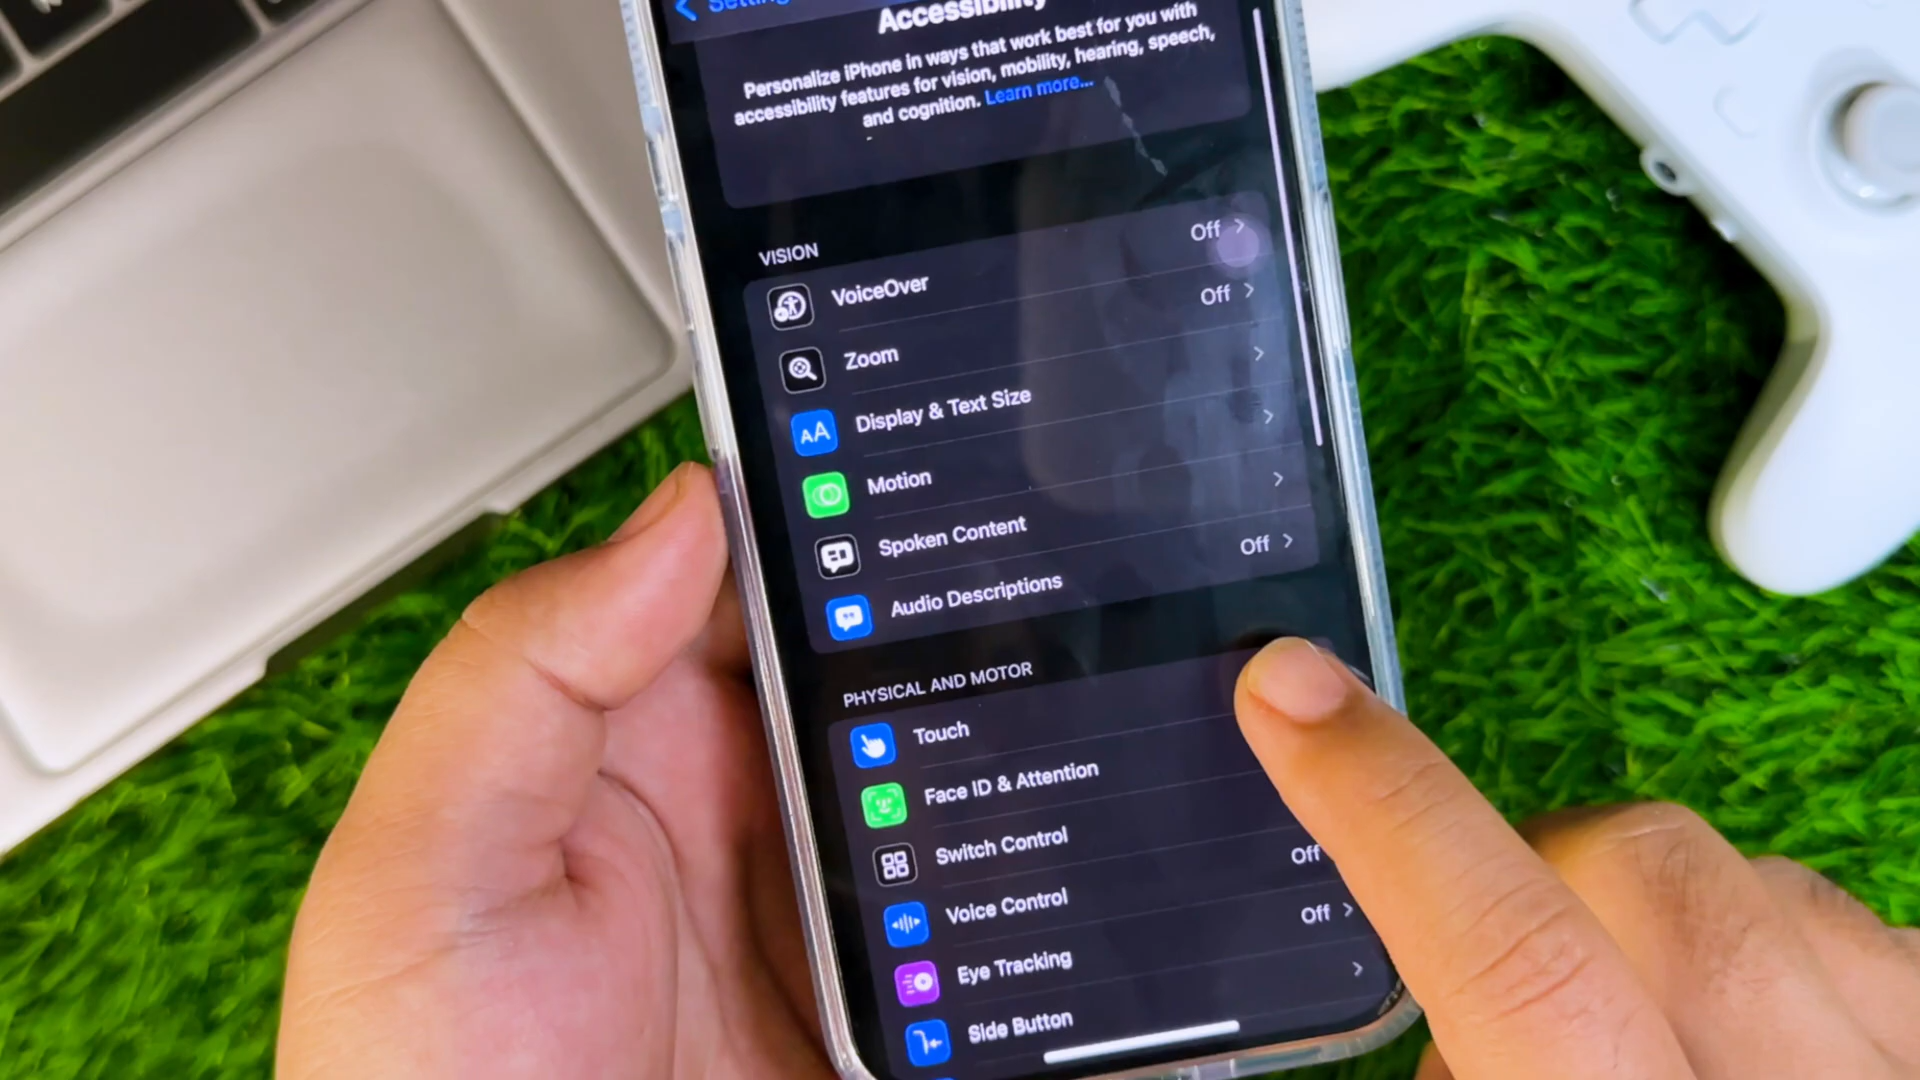 Settings
Accessibility
Personalize iPhone in ways that work best for you with
accessibility features for vision, mobility, hearing, speech,
and cognition. Learn more...
VISION
VoiceOver Off
Zoom Off
Display & Text Size
Motion
Spoken Content
Audio Descriptions Off
PHYSICAL AND MOTOR
Touch
Face ID & Attention
Switch Control
Voice Control Off
Eye Tracking Off
Side Button